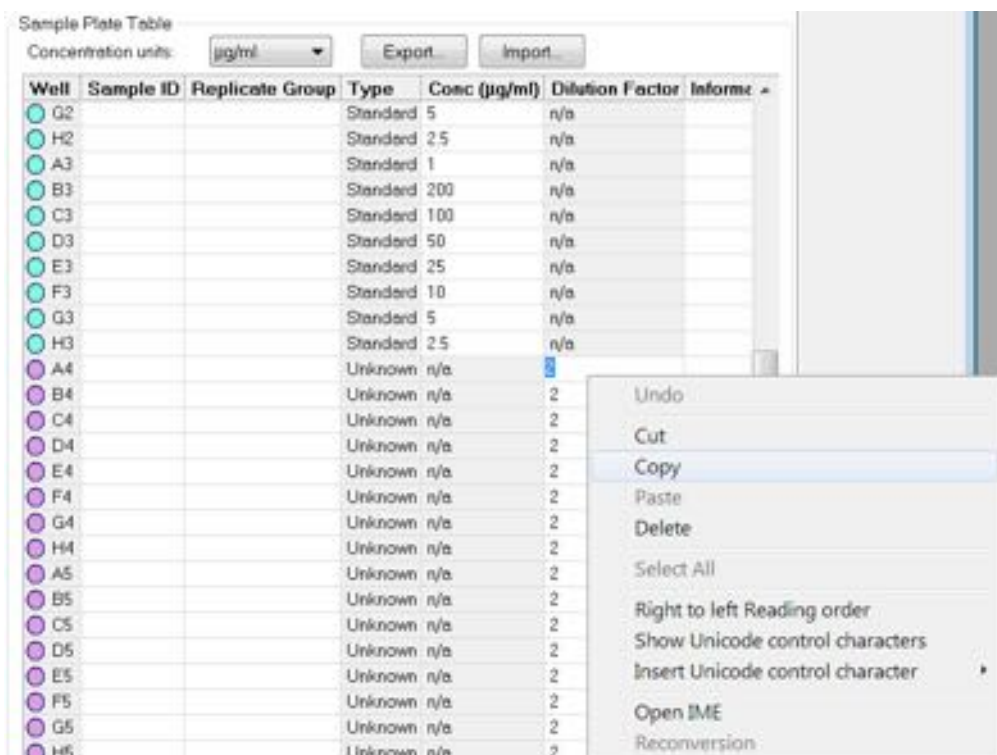 Sample Plate Table
Concentration units: µg/ml Export... Import...
Well Sample ID Replicate Group Type Conc (µg/ml) Dilution Factor Informa
G2 Standard 5 n/a
H2 Standard 2.5 n/a
A3 Standard 1 n/a
B3 Standard 200 n/a
C3 Standard 100 n/a
D3 Standard 50 n/a
E3 Standard 25 n/a
F3 Standard 10 n/a
G3 Standard 5 n/a
H3 Standard 2.5 n/a
A4 Unknown n/a 2
B4 Unknown n/a 2 Undo
C4 Unknown n/a 2
D4 Unknown n/a 2 Cut
E4 Unknown n/a 2 Copy
F4 Unknown n/a 2 Paste
G4 Unknown n/a 2 Delete
H4 Unknown n/a 2
A5 Unknown n/a 2 Select All
B5 Unknown n/a 2 Right to left Reading order
C5 Unknown n/a 2
D5 Unknown n/a 2 Show Unicode control characters
E5 Unknown n/a 2 Insert Unicode control character
F5 Unknown n/a 2 Open IME
G5 Unknown n/a 2
H5 Unknown n/a 2 Reconversion